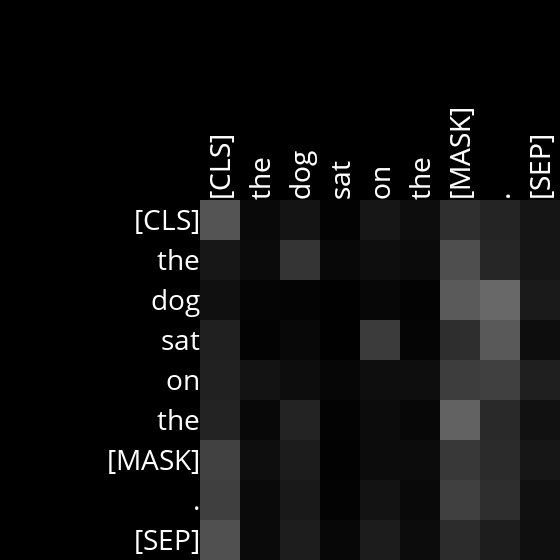 [CLS] the dog sat on the [MASK] . [SEP]
[CLS]
the
dog
sat
on
the
[MASK]
.
[SEP]